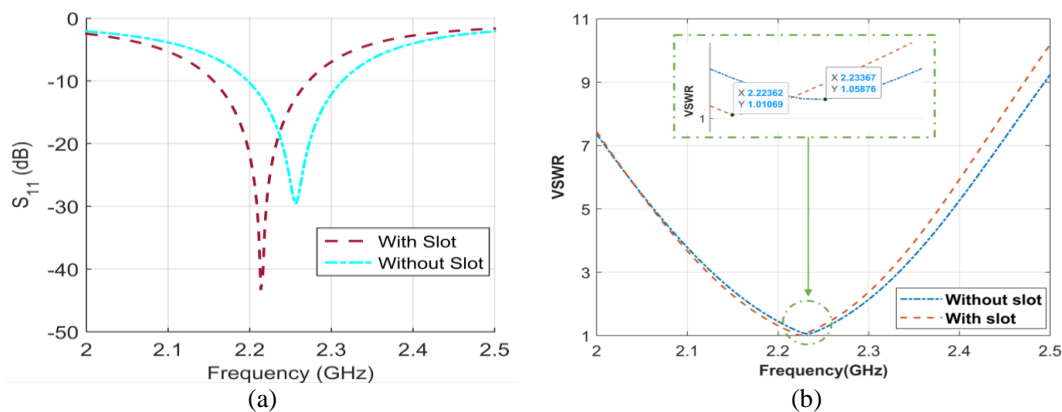 0
-10
-20
-30
-40
-50
S11 (dB)
With Slot
Without Slot
2
2.1
2.2
2.3
2.4
2.5
Frequency (GHz)
(a)
11
9
7
5
3
1
VSWR
VSWR
1
X 2.22362
Y 1.01069
X 2.23367
Y 1.05876
Without slot
With slot
2
2.1
2.2
2.3
2.4
2.5
Frequency(GHz)
(b)